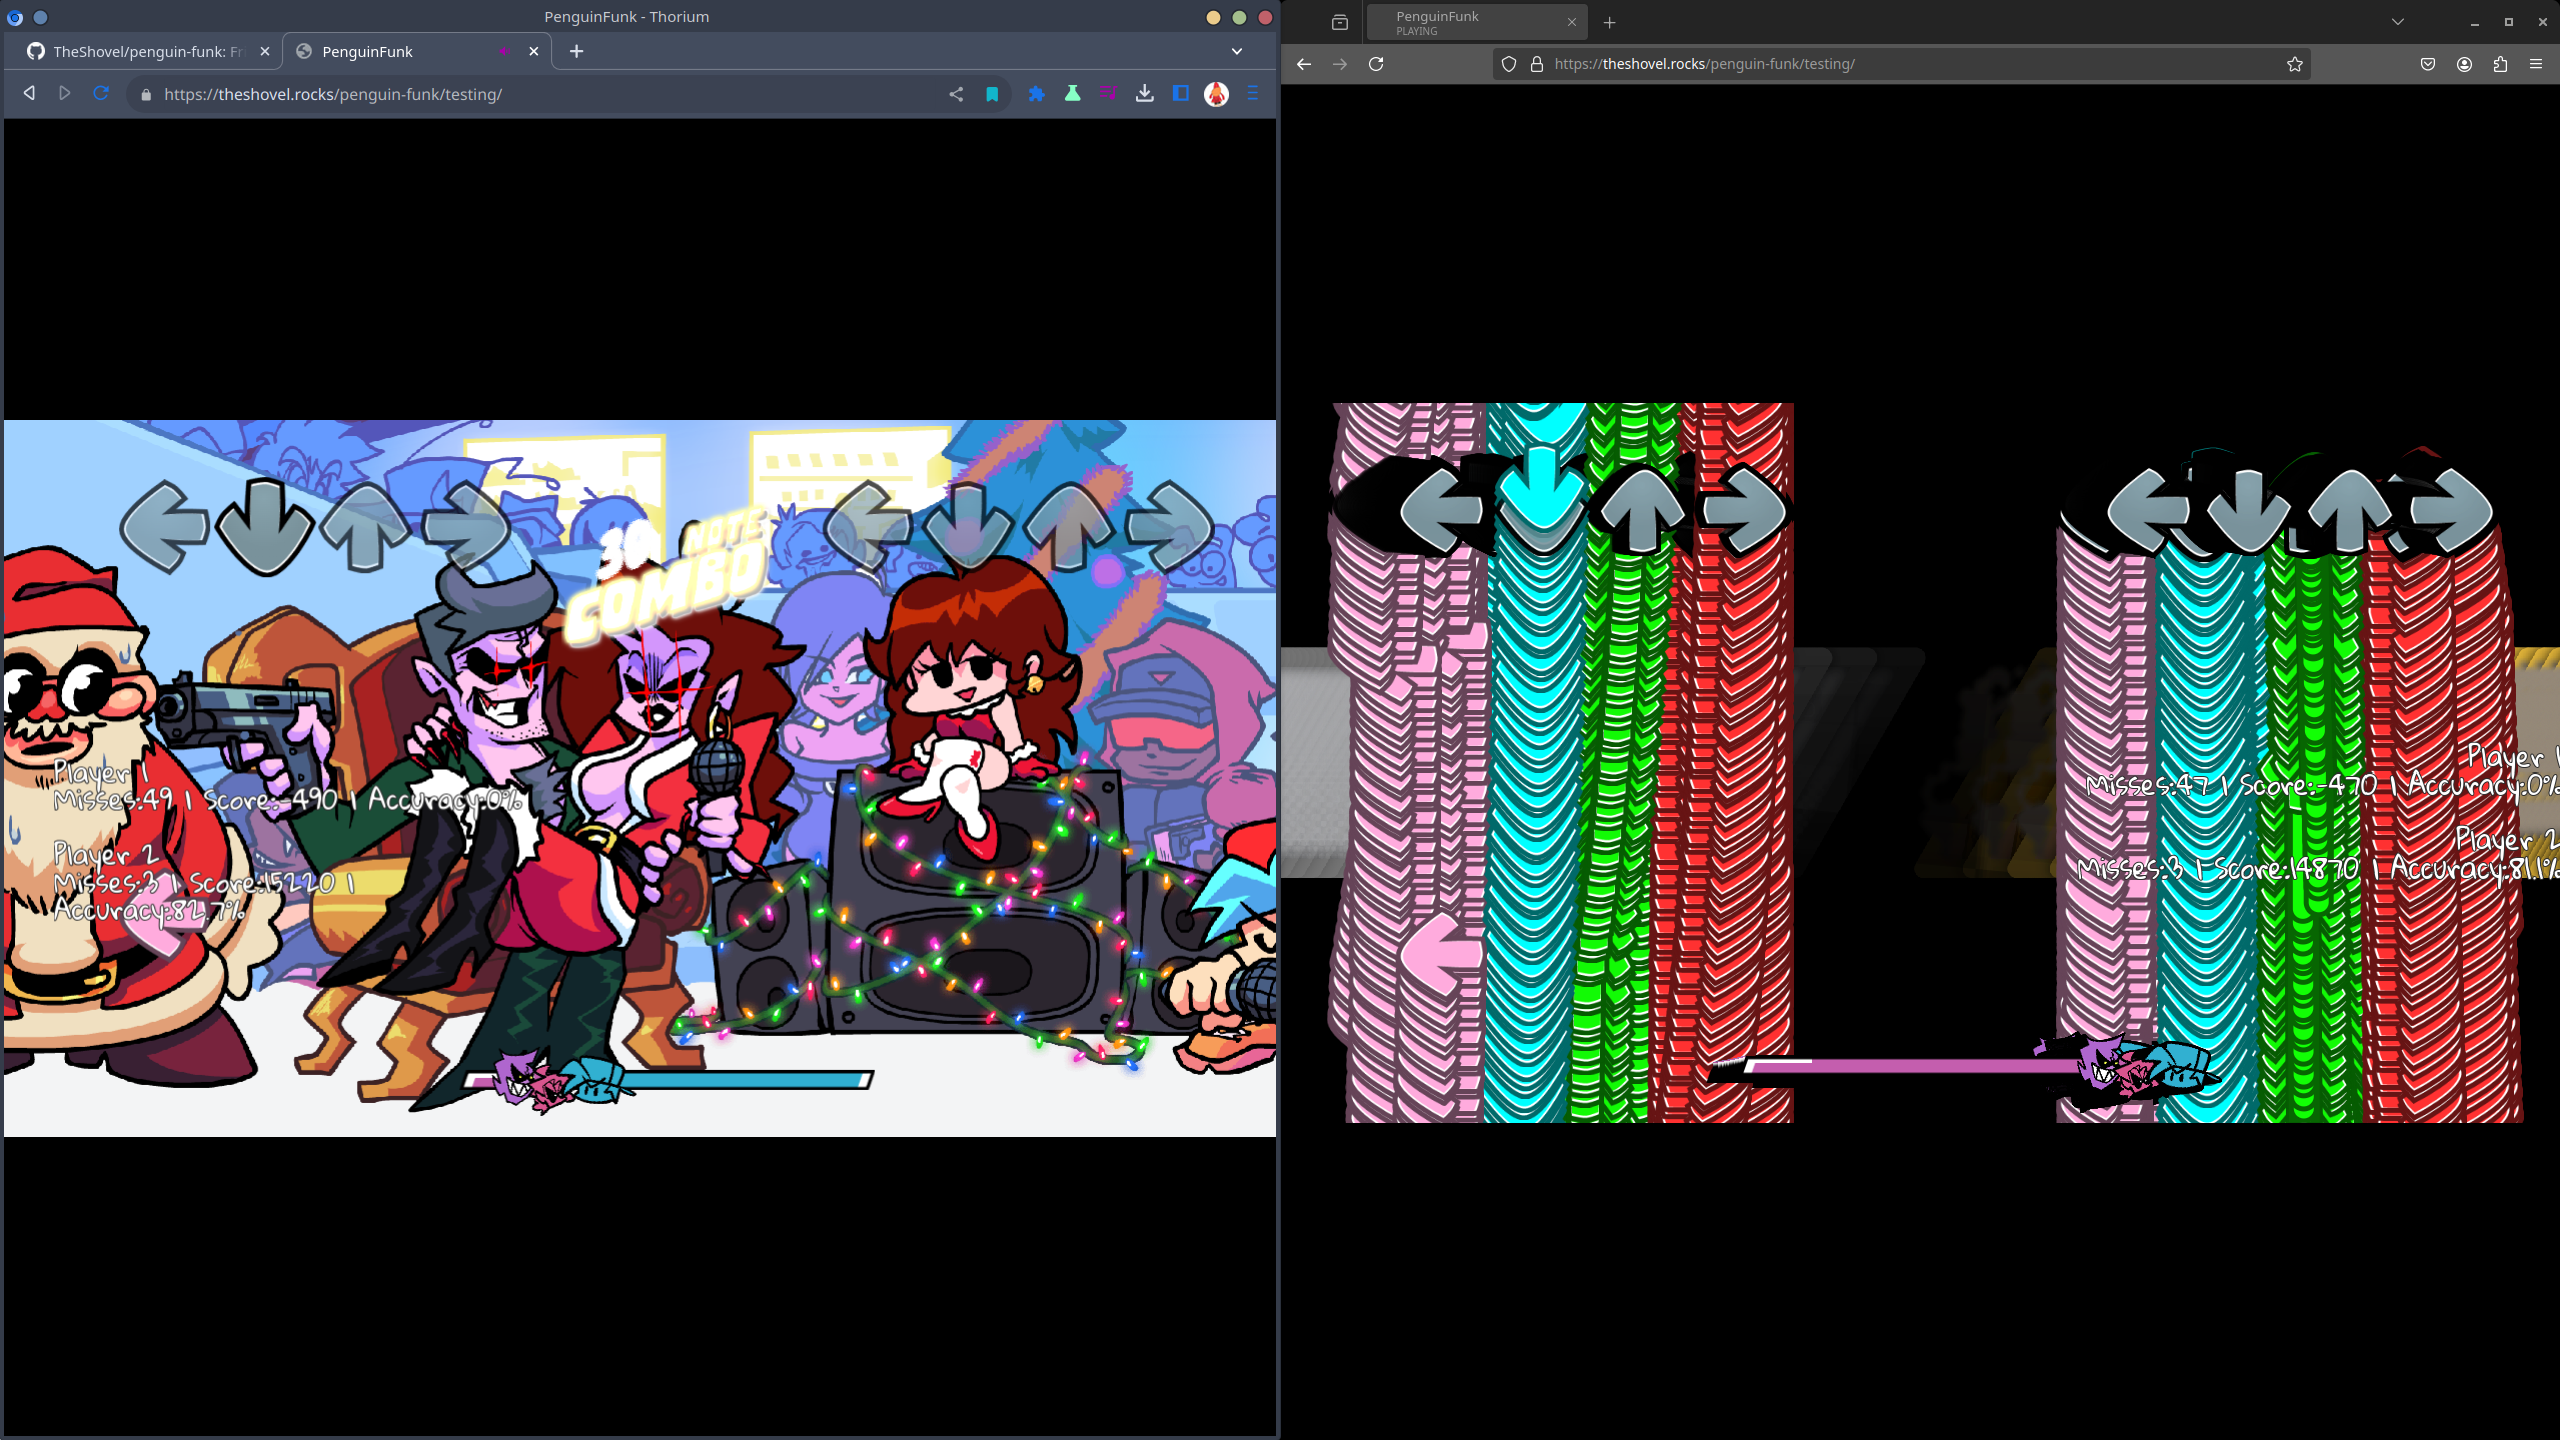 PenguinFunk - Thorium
TheShovel/penguin-funk: Fr
PenguinFunk
https://theshovel.rocks/penguin-funk/testing/
30 NOTE
COMBO
Player 1
Misses:49 | Score:-490 | Accuracy:0%
Player 2
Misses:3 | Score:15220 |
Accuracy:82.7%
PenguinFunk
PLAYING
https://theshovel.rocks/penguin-funk/testing/
Player 1
Misses:47 | Score:-470 | Accuracy:0%
Player 2
Misses:3 | Score:14870 | Accuracy:81.1%